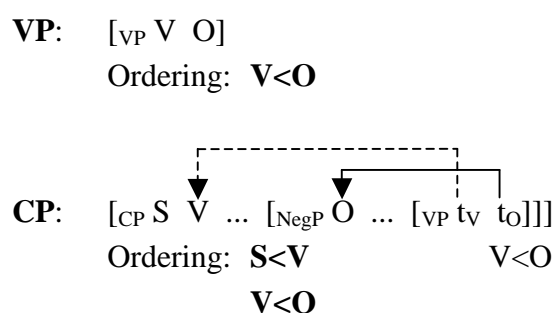 VP: [VP V O]
Ordering: V<O
CP: [CP S V ... [NegP O ... [VP tV tO]]]
Ordering: S<V V<O
V<O